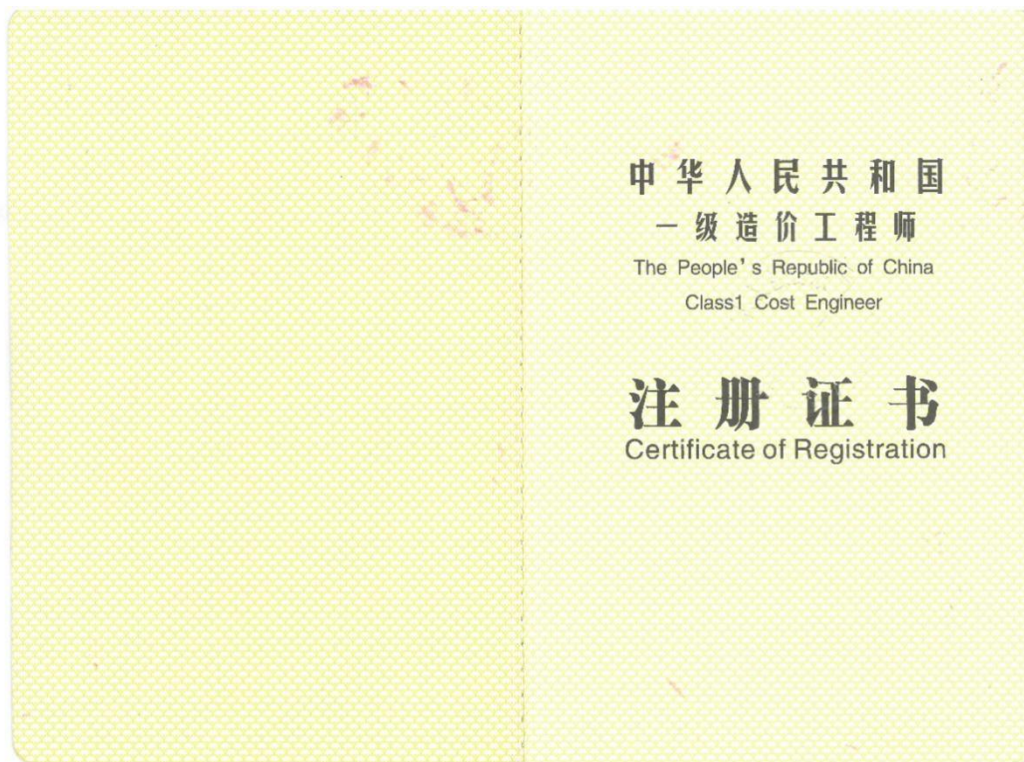 中华人民共和国
一级造价工程师
The People's Republic of China
Class1 Cost Engineer
注册证书
Certificate of Registration